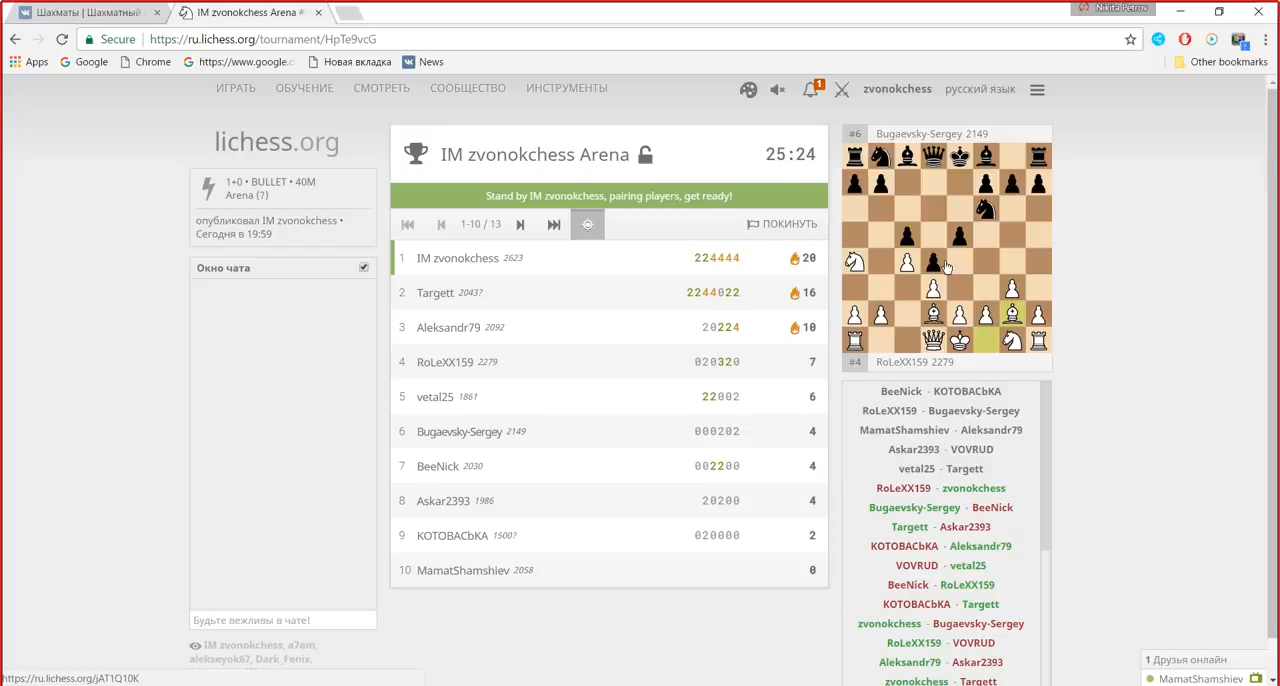 Шахматы | Шахматный
IM zvonokchess Arena
Nikita Petrov
Secure
https://ru.lichess.org/tournament/HpTe9vcG
Apps
Google
Chrome
https://www.google.c
Новая вкладка
News
Other bookmarks
ИГРАТЬ
ОБУЧЕНИЕ
СМОТРЕТЬ
СООБЩЕСТВО
ИНСТРУМЕНТЫ
1
zvonokchess
русский язык
lichess.org
1+0 • BULLET • 40M
Arena (?)
опубликовал IM zvonokchess •
Сегодня в 19:59
Окно чата
Будьте вежливы в чате!
IM zvonokchess, a7em,
alekseyok67, Dark_Fenix,
https://ru.lichess.org/jAT1Q10K
IM zvonokchess Arena
25:24
Stand by IM zvonokchess, pairing players, get ready!
1-10 / 13
ПОКИНУТЬ
1 IM zvonokchess 2623 224444 20
2 Targett 2043? 2244022 16
3 Aleksandr79 2092 20224 10
4 RoLeXX159 2279 020320 7
5 vetal25 1861 22002 6
6 Bugaevsky-Sergey 2149 000202 4
7 BeeNick 2030 002200 4
8 Askar2393 1986 20200 4
9 KOTOBACbKA 1500? 020000 2
10 MamatShamshiev 2058 0
#6 Bugaevsky-Sergey 2149
#4 RoLeXX159 2279
BeeNick - KOTOBACbKA
RoLeXX159 - Bugaevsky-Sergey
MamatShamshiev - Aleksandr79
Askar2393 - VOVRUD
vetal25 - Targett
RoLeXX159 - zvonokchess
Bugaevsky-Sergey - BeeNick
Targett - Askar2393
KOTOBACbKA - Aleksandr79
VOVRUD - vetal25
BeeNick - RoLeXX159
KOTOBACbKA - Targett
zvonokchess - Bugaevsky-Sergey
RoLeXX159 - VOVRUD
Aleksandr79 - Askar2393
zvonokchess - Targett
1 Друзья онлайн
MamatShamshiev